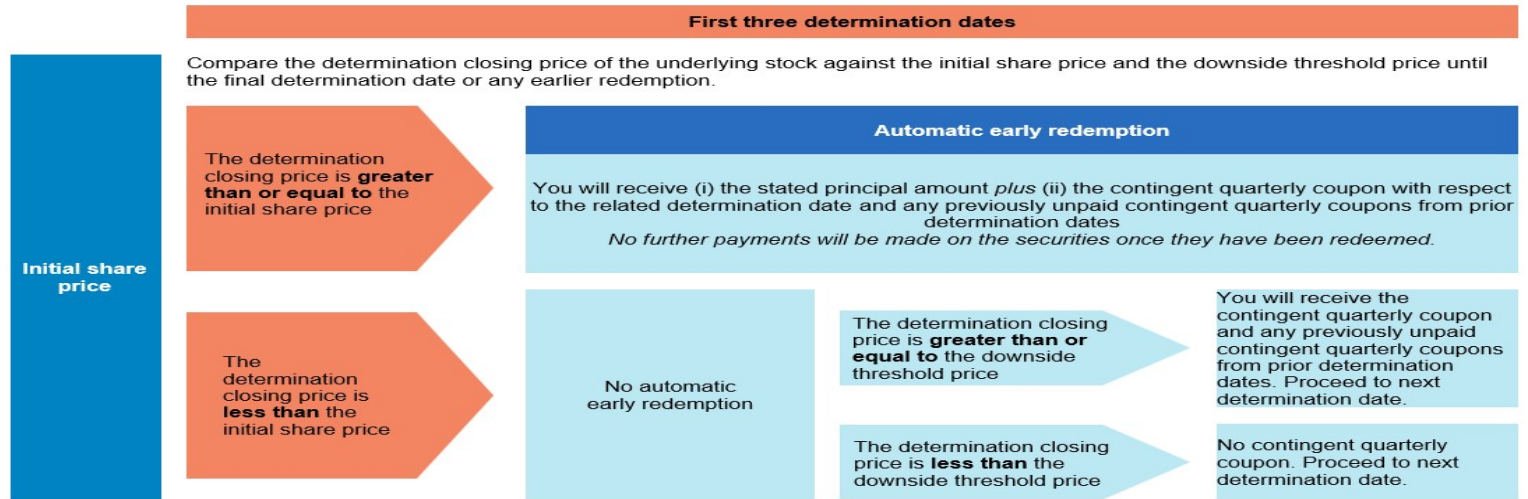 First three determination dates
Compare the determination closing price of the underlying stock against the initial share price and the downside threshold price until
the final determination date or any earlier redemption.
Initial share
price
The determination
closing price is greater
than or equal to the
initial share price
Automatic early redemption
You will receive (i) the stated principal amount plus (ii) the contingent quarterly coupon with respect
to the related determination date and any previously unpaid contingent quarterly coupons from prior
determination dates
No further payments will be made on the securities once they have been redeemed.
The
determination
closing price is
less than the
initial share price
No automatic
early redemption
The determination closing
price is greater than or
equal to the downside
threshold price
You will receive the
contingent quarterly coupon
and any previously unpaid
contingent quarterly coupons
from prior determination
dates. Proceed to next
determination date.
The determination closing
price is less than the
downside threshold price
No contingent quarterly
coupon. Proceed to next
determination date.